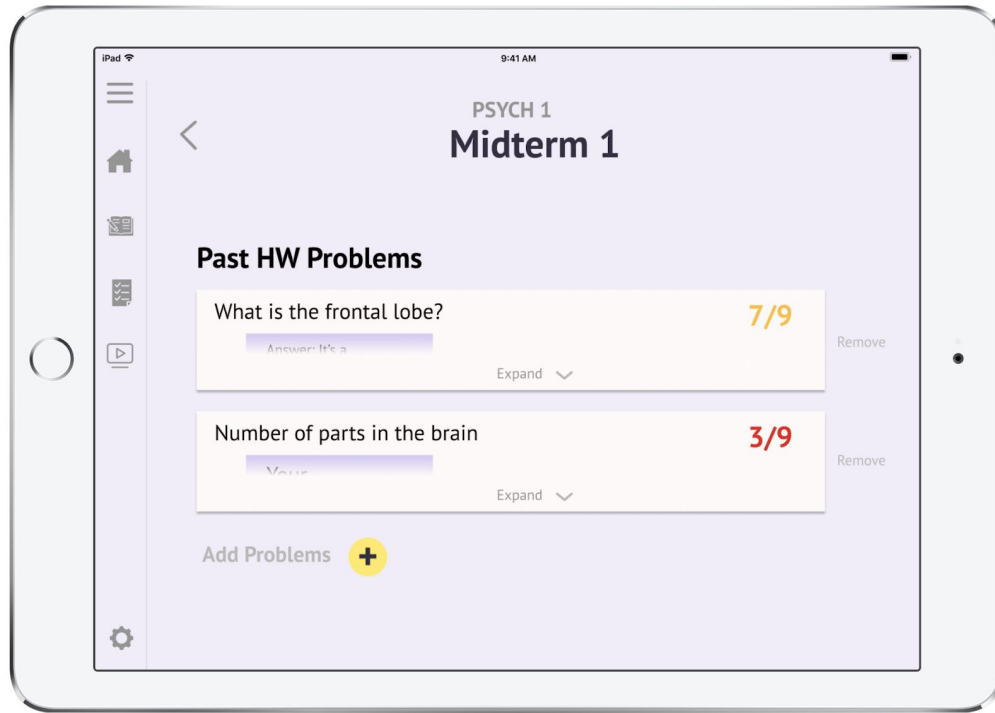 iPad
9:41 AM
PSYCH 1
Midterm 1
Past HW Problems
What is the frontal lobe?
7/9
Answer: It's a
Remove
Expand
Number of parts in the brain
3/9
Your
Remove
Expand
Add Problems